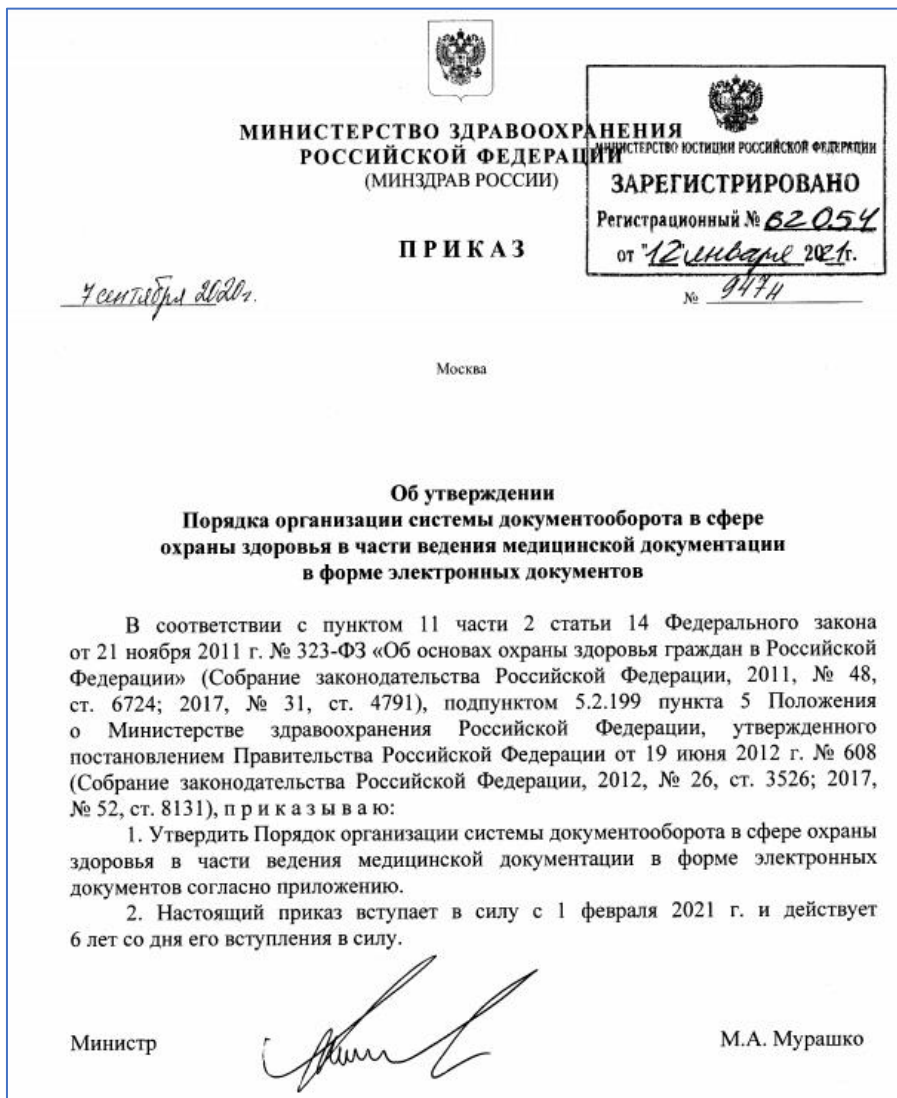 МИНИСТЕРСТВО ЗДРАВООХРАНЕНИЯ
РОССИЙСКОЙ ФЕДЕРАЦИИ
(МИНЗДРАВ РОССИИ)
МИНИСТЕРСТВО ЮСТИЦИИ РОССИЙСКОЙ ФЕДЕРАЦИИ
ЗАРЕГИСТРИРОВАНО
Регистрационный № 62054
от "12" января 2021г.
ПРИКАЗ
7 сентября 2020г.
№ 947н
Москва
Об утверждении
Порядка организации системы документооборота в сфере
охраны здоровья в части ведения медицинской документации
в форме электронных документов
В соответствии с пунктом 11 части 2 статьи 14 Федерального закона
от 21 ноября 2011 г. № 323-ФЗ «Об основах охраны здоровья граждан в Российской
Федерации» (Собрание законодательства Российской Федерации, 2011, № 48,
ст. 6724; 2017, № 31, ст. 4791), подпунктом 5.2.199 пункта 5 Положения
о Министерстве здравоохранения Российской Федерации, утвержденного
постановлением Правительства Российской Федерации от 19 июня 2012 г. № 608
(Собрание законодательства Российской Федерации, 2012, № 26, ст. 3526; 2017,
№ 52, ст. 8131), п р и к а з ы в а ю:
1. Утвердить Порядок организации системы документооборота в сфере охраны
здоровья в части ведения медицинской документации в форме электронных
документов согласно приложению.
2. Настоящий приказ вступает в силу с 1 февраля 2021 г. и действует
6 лет со дня его вступления в силу.
Министр
М.А. Мурашко